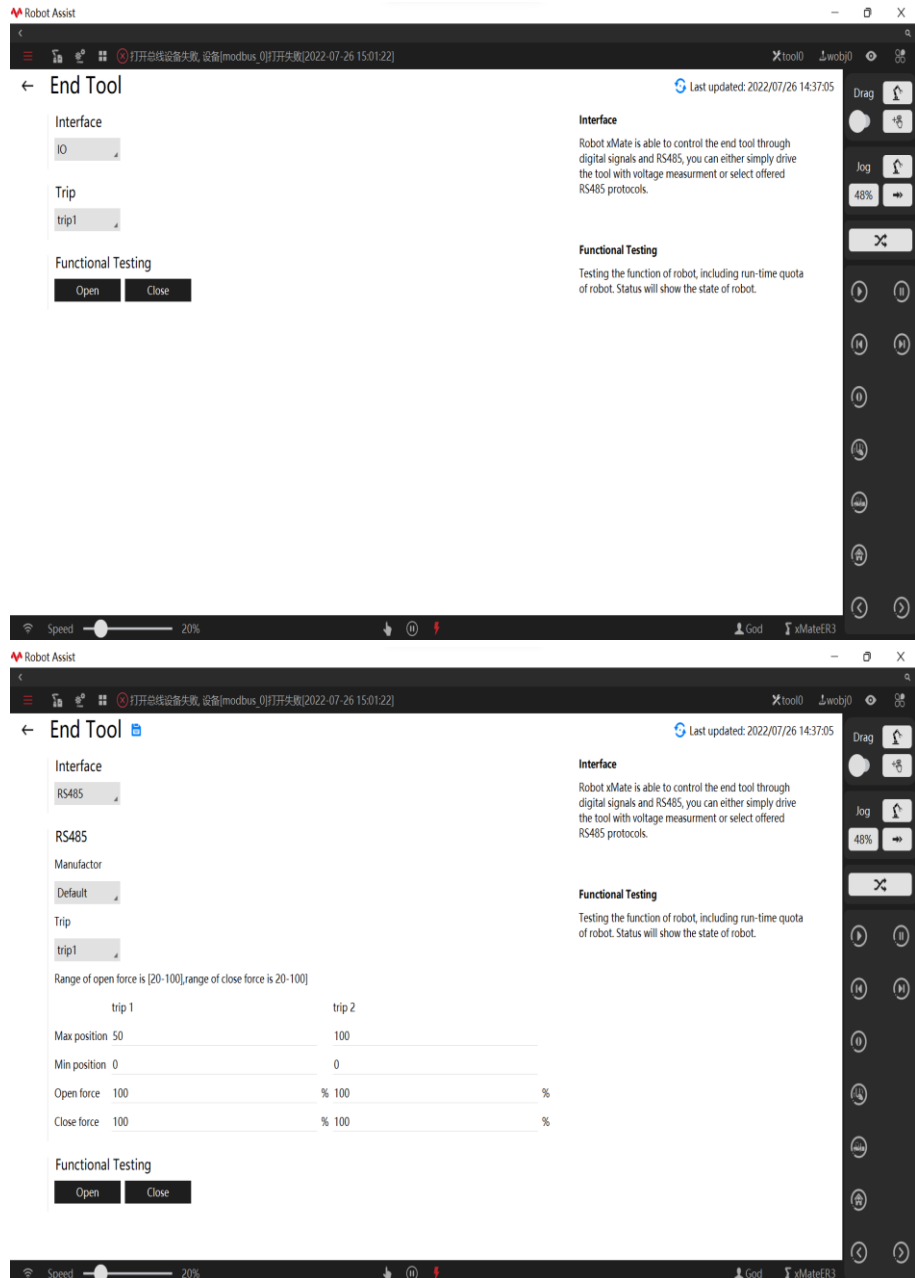 Robot Assist
打开总线设备失败, 设备[modbus_0]打开失败[2022-07-26 15:01:22]
tool0
wobj0
End Tool
Last updated: 2022/07/26 14:37:05
Interface
IO
Trip
trip1
Functional Testing
Open
Close
Interface
Robot xMate is able to control the end tool through
digital signals and RS485, you can either simply drive
the tool with voltage measurment or select offered
RS485 protocols.
Functional Testing
Testing the function of robot, including run-time quota
of robot. Status will show the state of robot.
Drag
Jog
48%
Speed
20%
God
xMateER3
Robot Assist
打开总线设备失败, 设备[modbus_0]打开失败[2022-07-26 15:01:22]
tool0
wobj0
End Tool
Last updated: 2022/07/26 14:37:05
Interface
RS485
RS485
Manufactor
Default
Trip
trip1
Range of open force is [20-100],range of close force is 20-100]
trip 1 trip 2
Max position 50 100
Min position 0 0
Open force 100 % 100 %
Close force 100 % 100 %
Functional Testing
Open
Close
Interface
Robot xMate is able to control the end tool through
digital signals and RS485, you can either simply drive
the tool with voltage measurment or select offered
RS485 protocols.
Functional Testing
Testing the function of robot, including run-time quota
of robot. Status will show the state of robot.
Drag
Jog
48%
Speed
20%
God
xMateER3